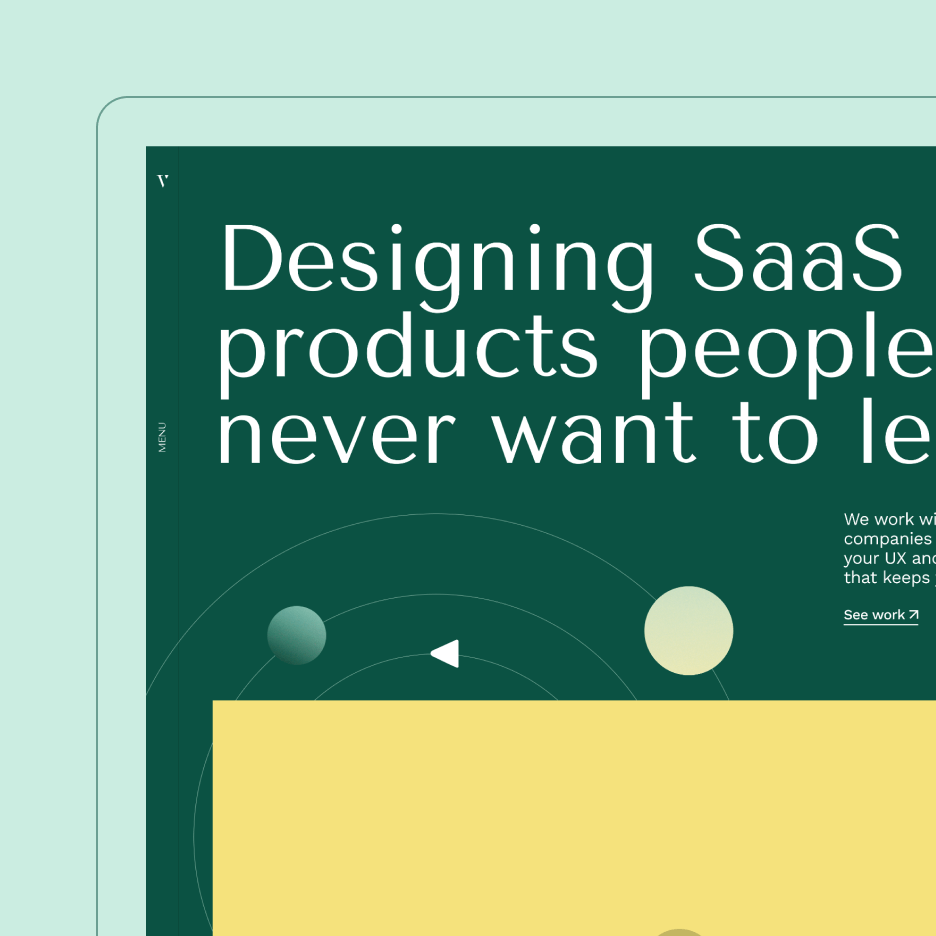 V
Designing SaaS
products people
never want to le
MENU
We work wi
companies
your UX and
that keeps
See work